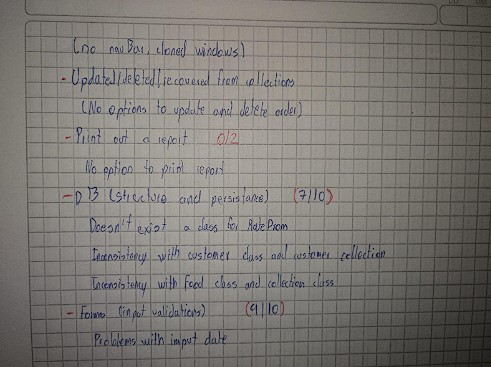 (no nav Bar, cloned windows)
- Updated/deleted/recovered from collections
(No options to update and delete order)
- Print out a report 0/2
No option to print report
- DB (structure and persistance) (7/10)
Doesn't exist a class for RateProm
Inconsistency with customer class and customer collection
Inconsistency with Food class and collection class
- Forms (input validations) (9/10)
Problems with input date